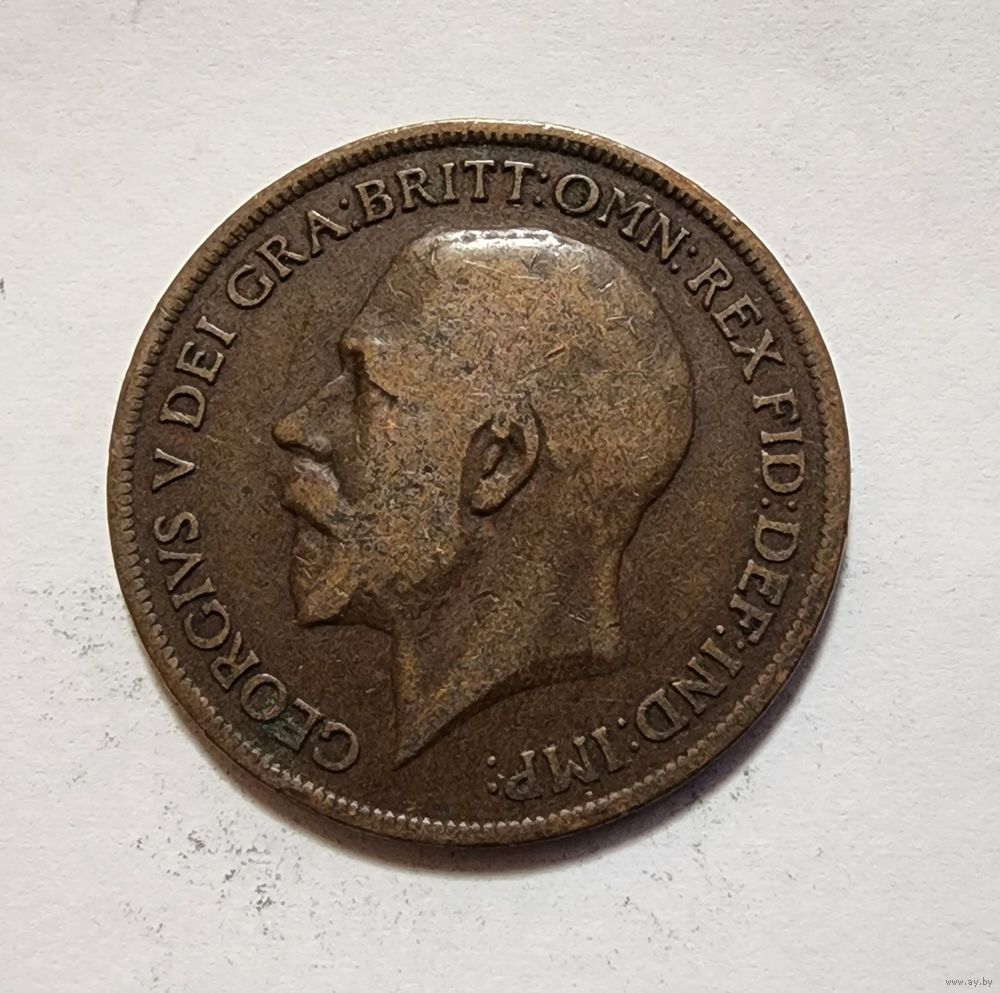 GEORGIVS V DEI GRA:BRITT:OMN:REX FID:DEF:IND:IMP:
www.ay.by